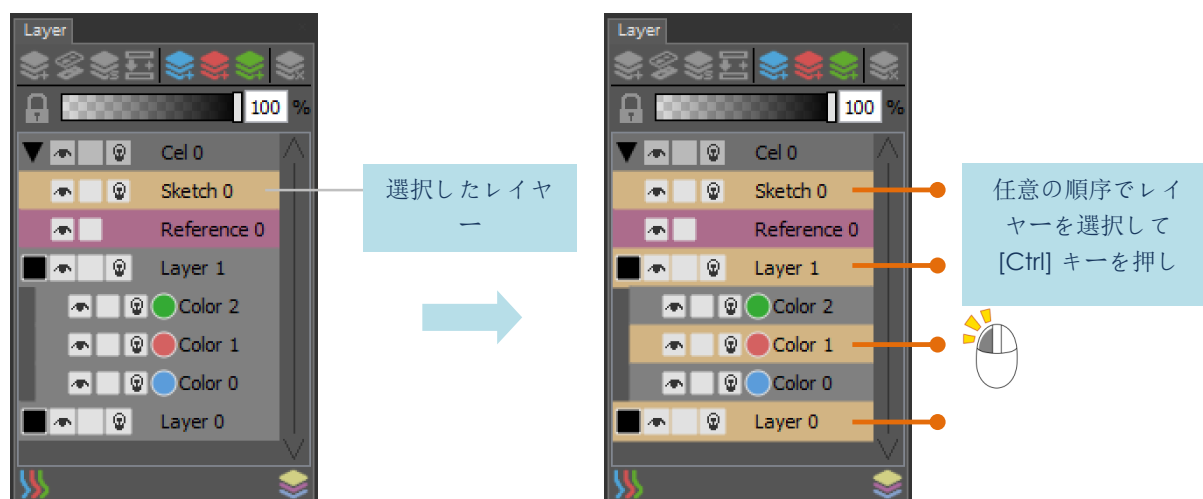 Layer
100 %
Cel 0
Sketch 0
Reference 0
Layer 1
Color 2
Color 1
Color 0
Layer 0
選択したレイヤ
ー
Layer
100 %
Cel 0
Sketch 0
Reference 0
Layer 1
Color 2
Color 1
Color 0
Layer 0
任意の順序でレイ
ヤーを選択して
[Ctrl] キーを押し